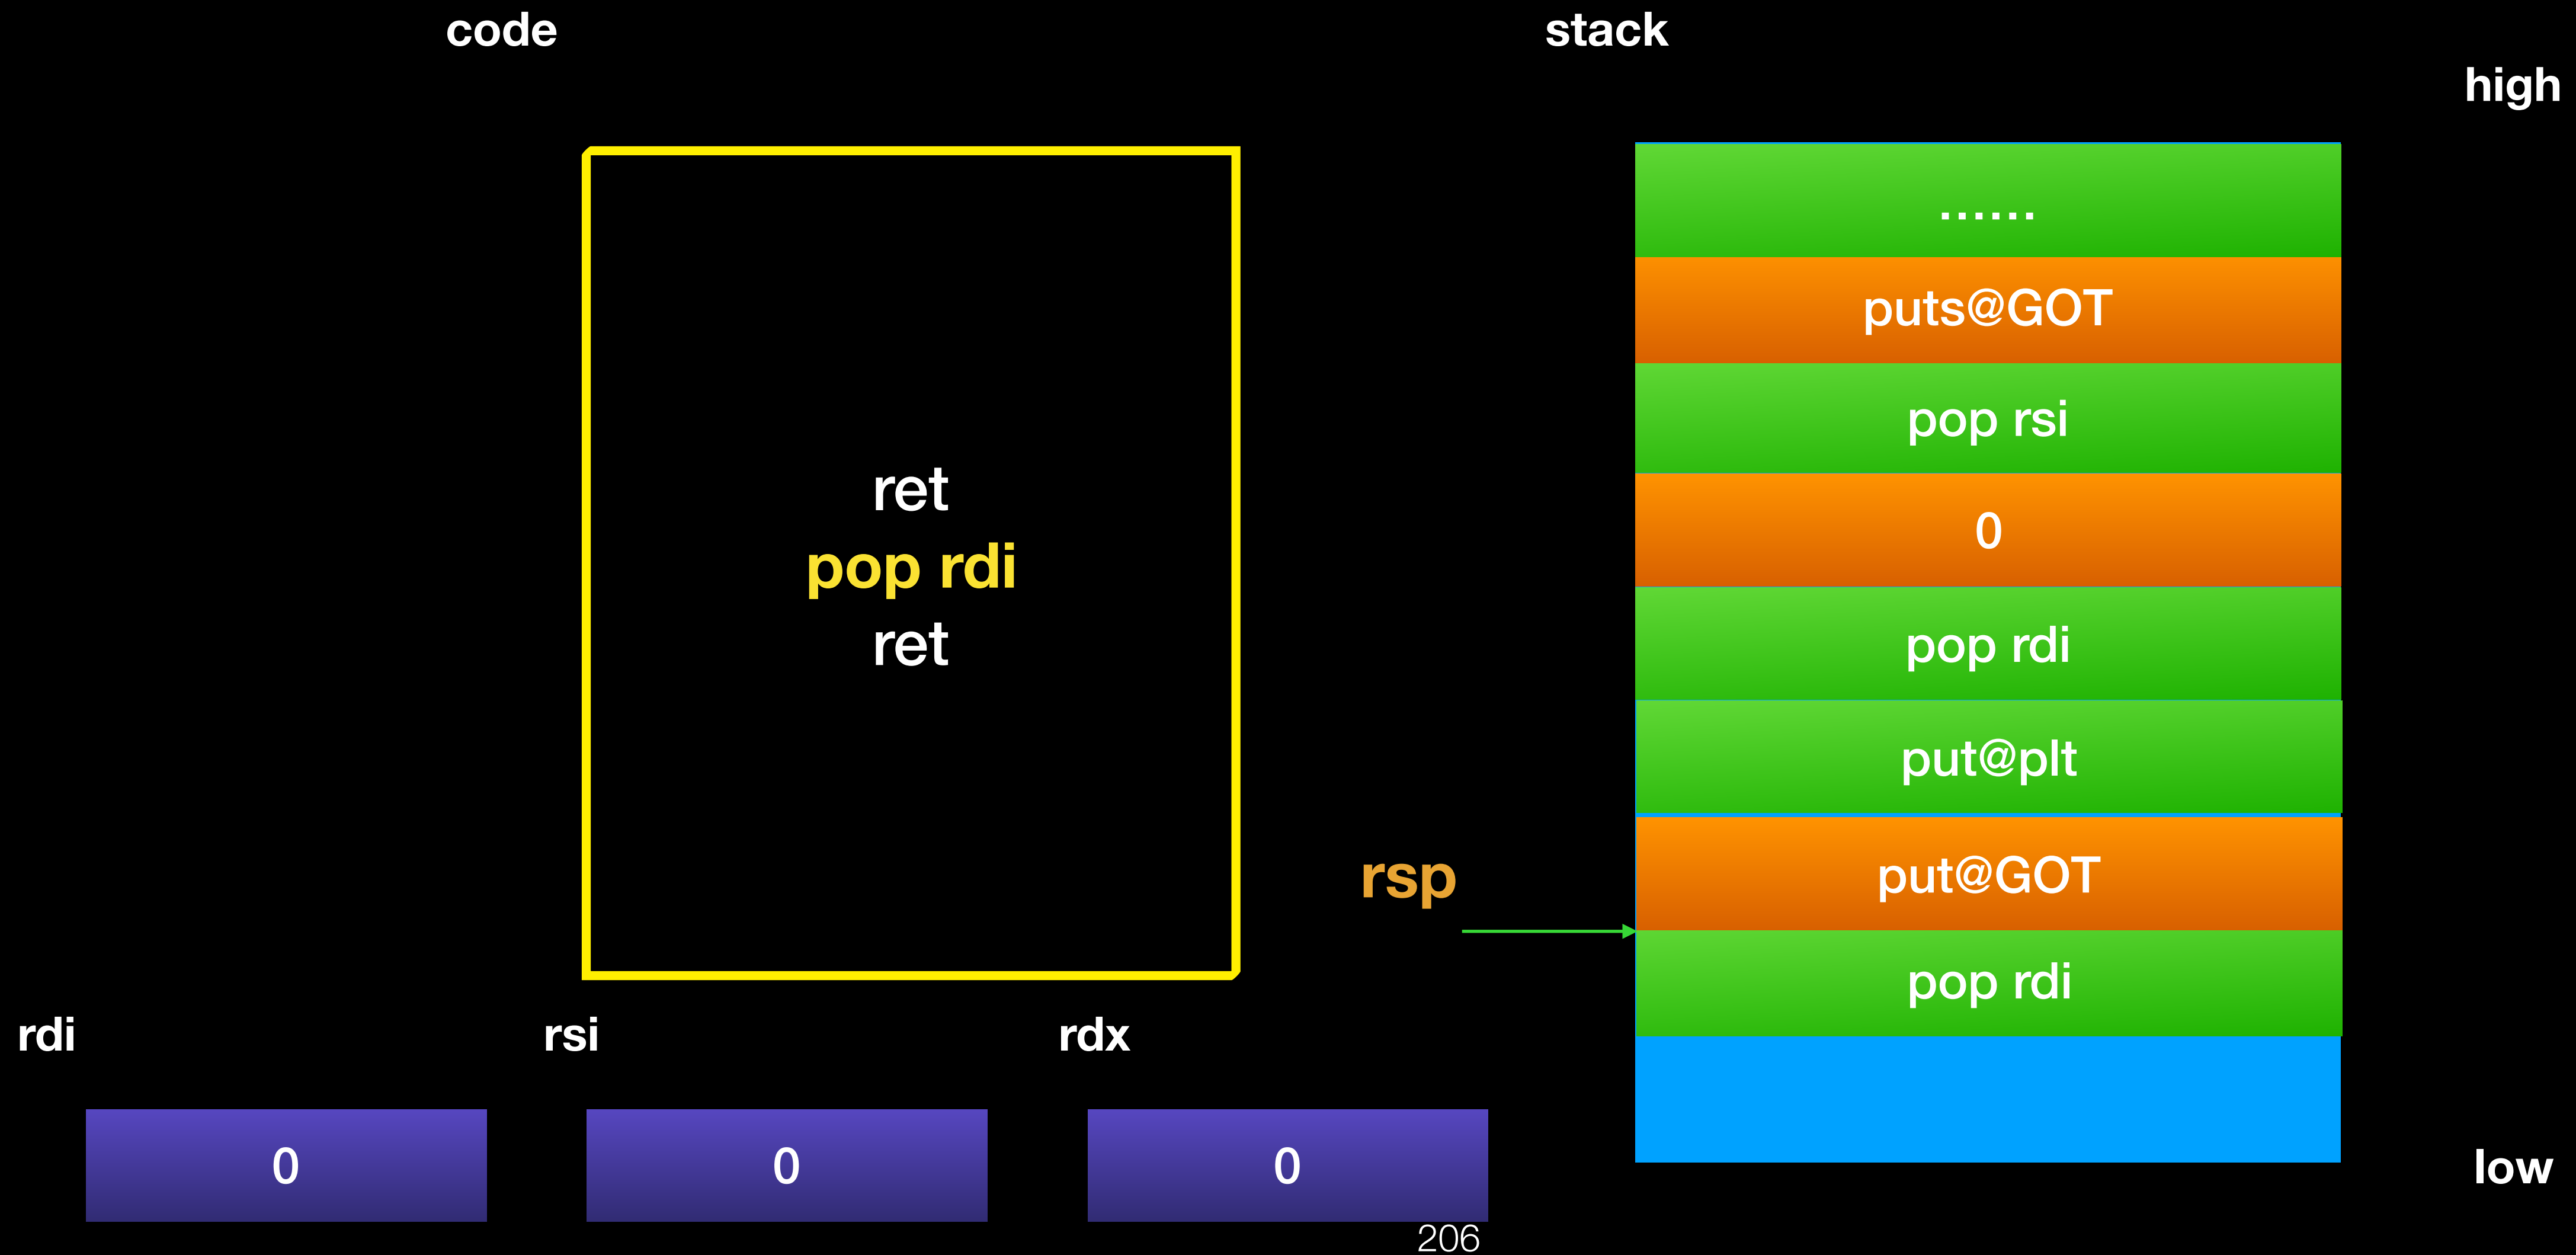 code
stack
high
ret
pop rdi
ret
......
puts@GOT
pop rsi
0
pop rdi
put@plt
put@GOT
pop rdi
rsp
low
rdi
rsi
rdx
0
0
0
206